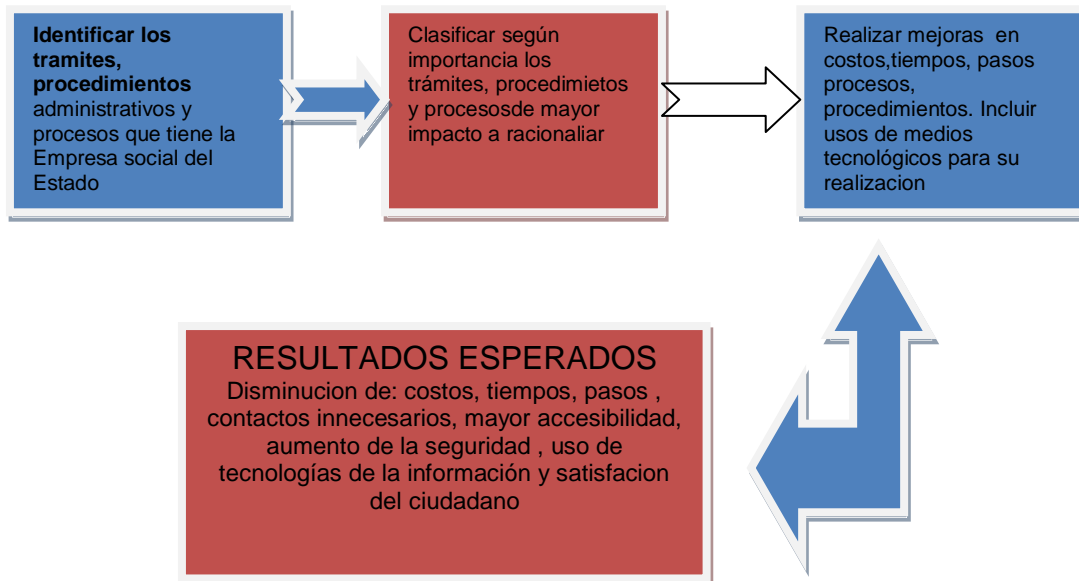 Identificar los
tramites,
procedimientos
administrativos y
procesos que tiene la
Empresa social del
Estado
Clasificar según
importancia los
trámites, procedimietos
y procesosde mayor
impacto a racionaliar
Realizar mejoras en
costos,tiempos, pasos
procesos,
procedimientos. Incluir
usos de medios
tecnológicos para su
realizacion
RESULTADOS ESPERADOS
Disminucion de: costos, tiempos, pasos ,
contactos innecesarios, mayor accesibilidad,
aumento de la seguridad , uso de
tecnologías de la información y satisfacion
del ciudadano